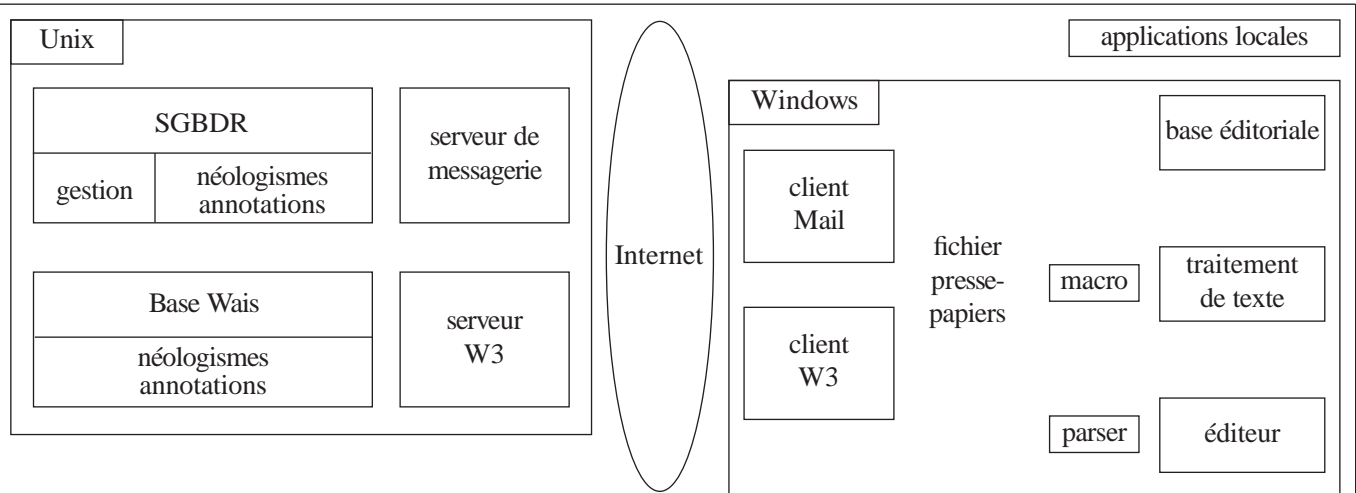 Unix
SGBDR
gestion
néologismes
annotations
serveur de
messagerie
Base Wais
néologismes
annotations
serveur
W3
Internet
applications locales
Windows
client
Mail
client
W3
fichier
presse-
papiers
base éditoriale
macro
traitement
de texte
parser
éditeur